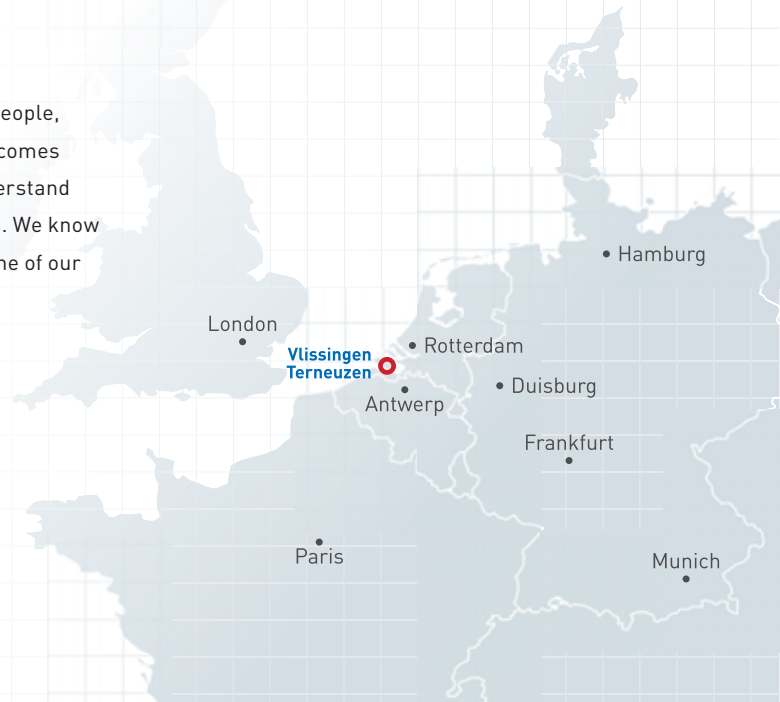 eople,
comes
erstand
. We know
ne of our
Hamburg
London
Rotterdam
Vlissingen
Terneuzen
Duisburg
Antwerp
Frankfurt
Paris
Munich